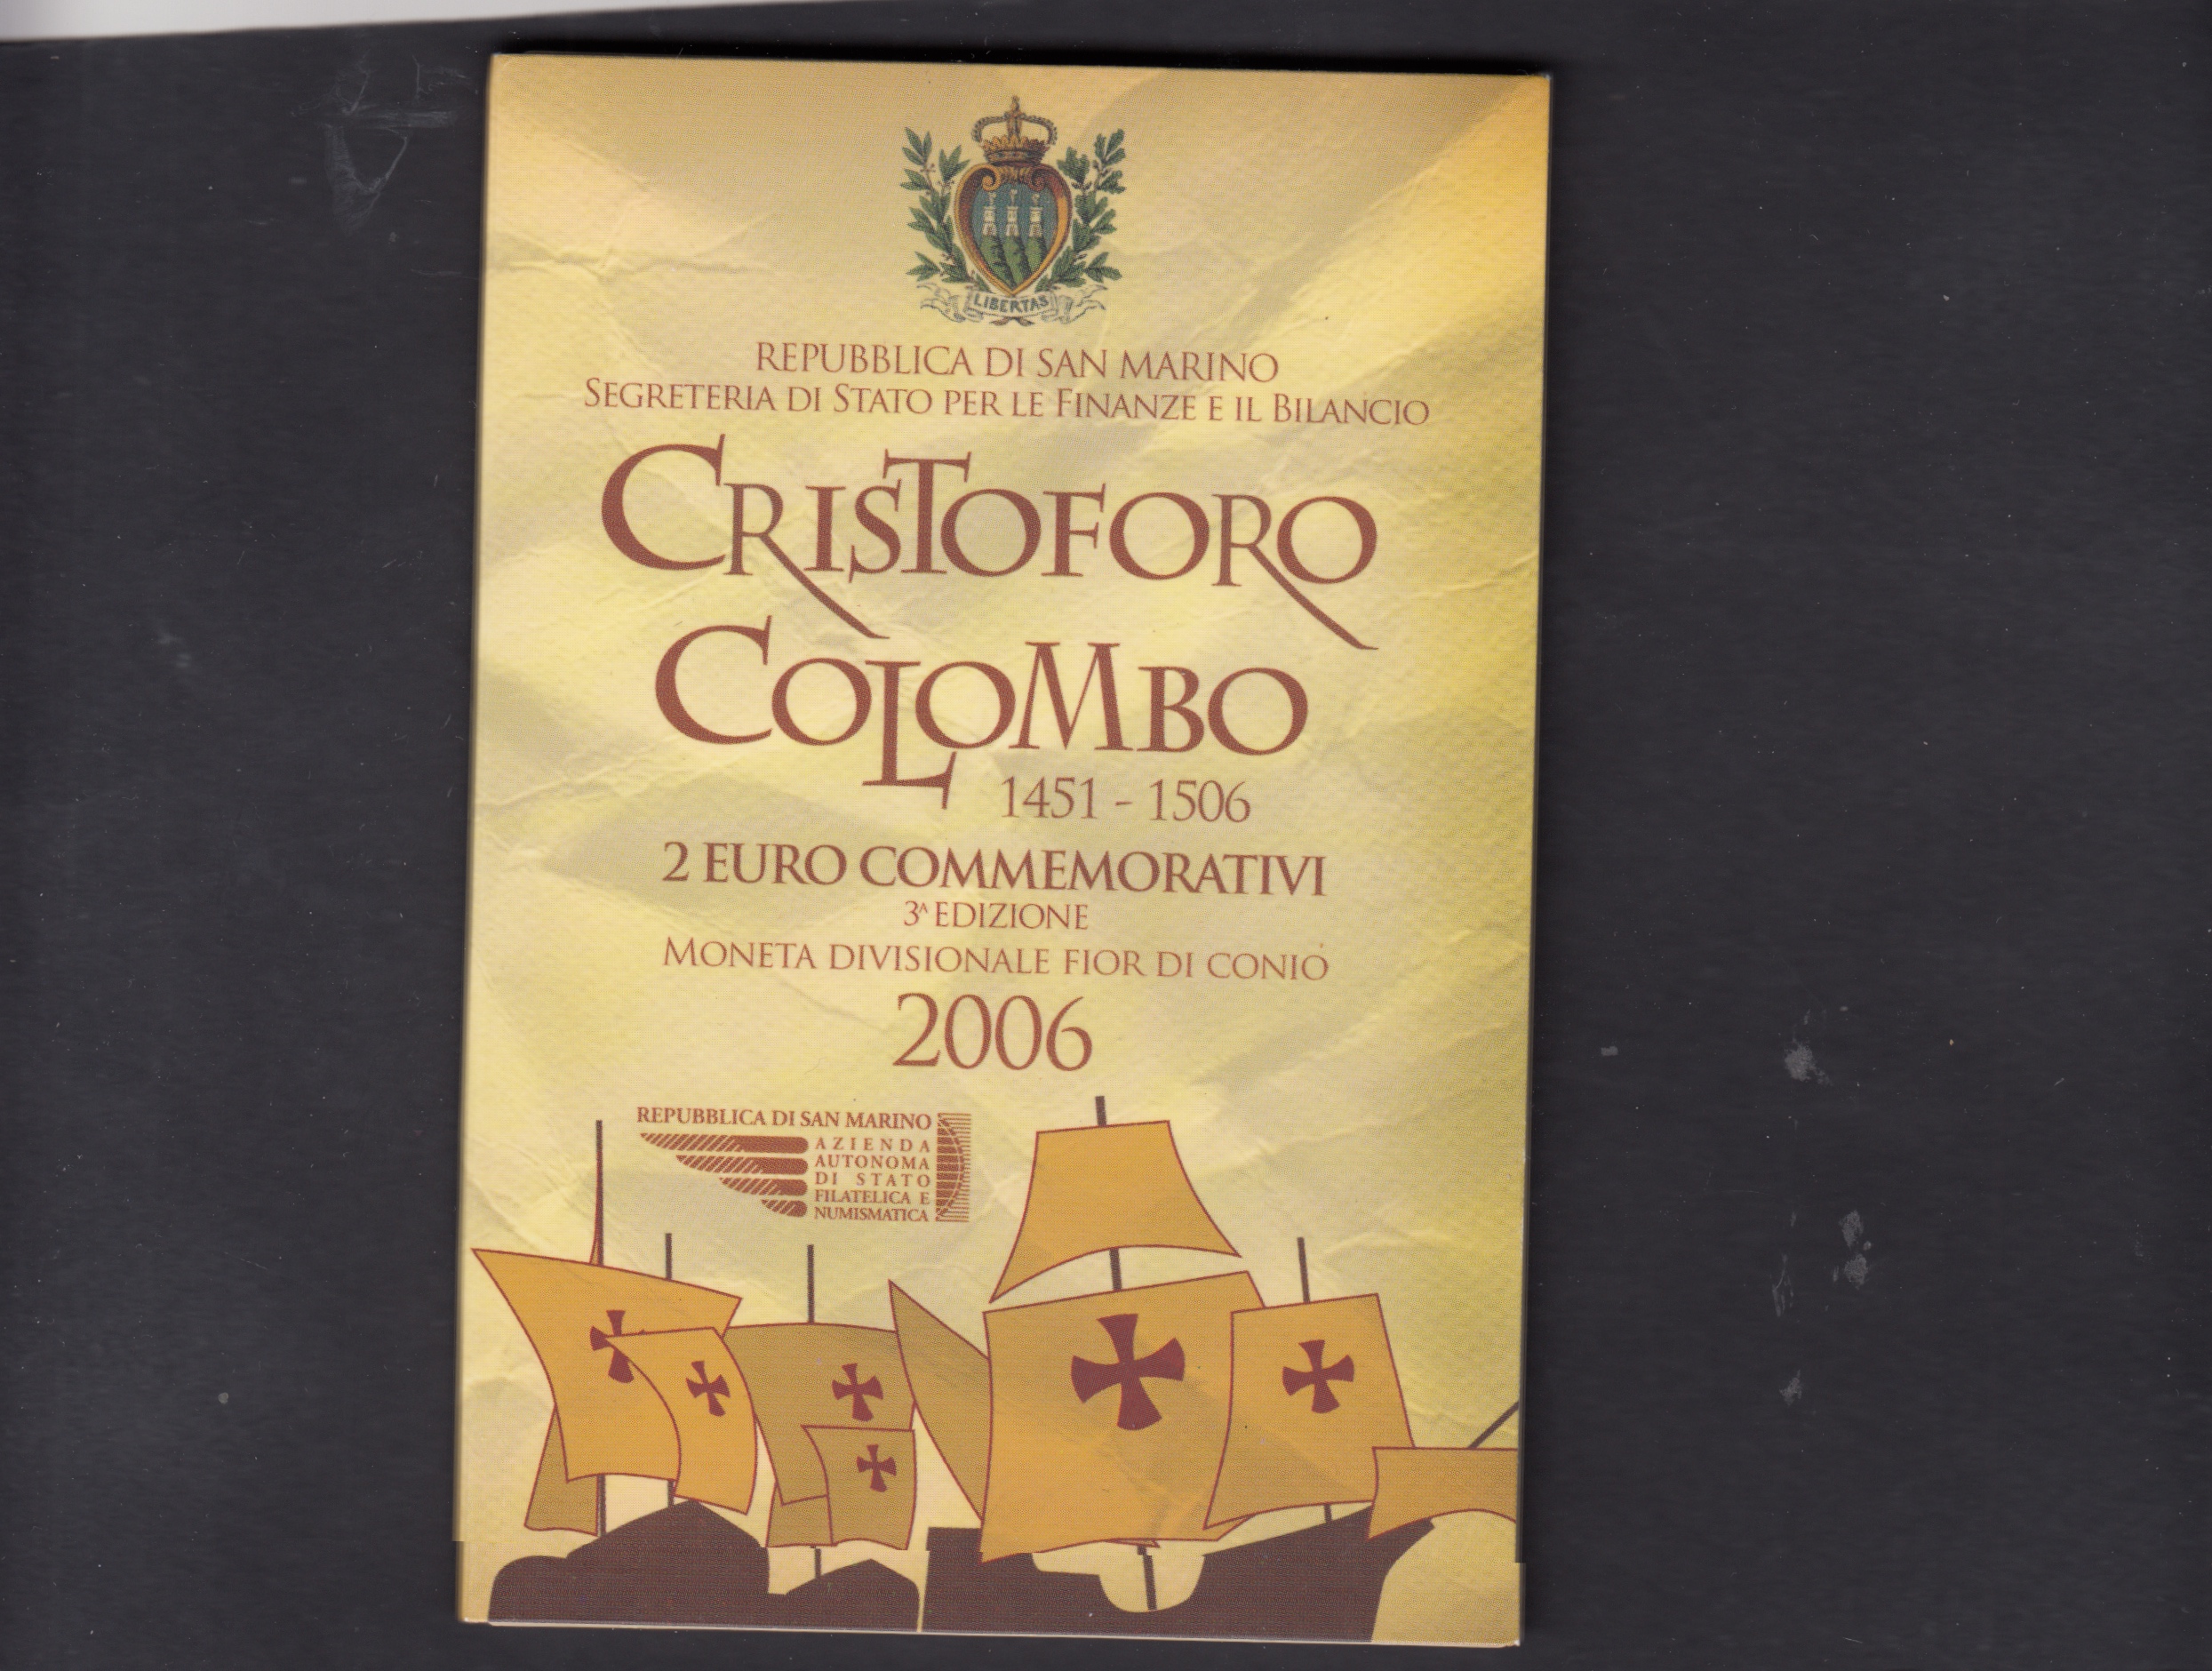 LIBERTAS
REPUBBLICA DI SAN MARINO
SEGRETERIA DI STATO PER LE FINANZE E IL BILANCIO
CRISTOFORO
COLOMBO
1451 - 1506
2 EURO COMMEMORATIVI
3^ EDIZIONE
MONETA DIVISIONALE FIOR DI CONIO
2006
REPUBBLICA DI SAN MARINO
AZIENDA
AUTONOMA
DI STATO
FILATELICA E
NUMISMATICA